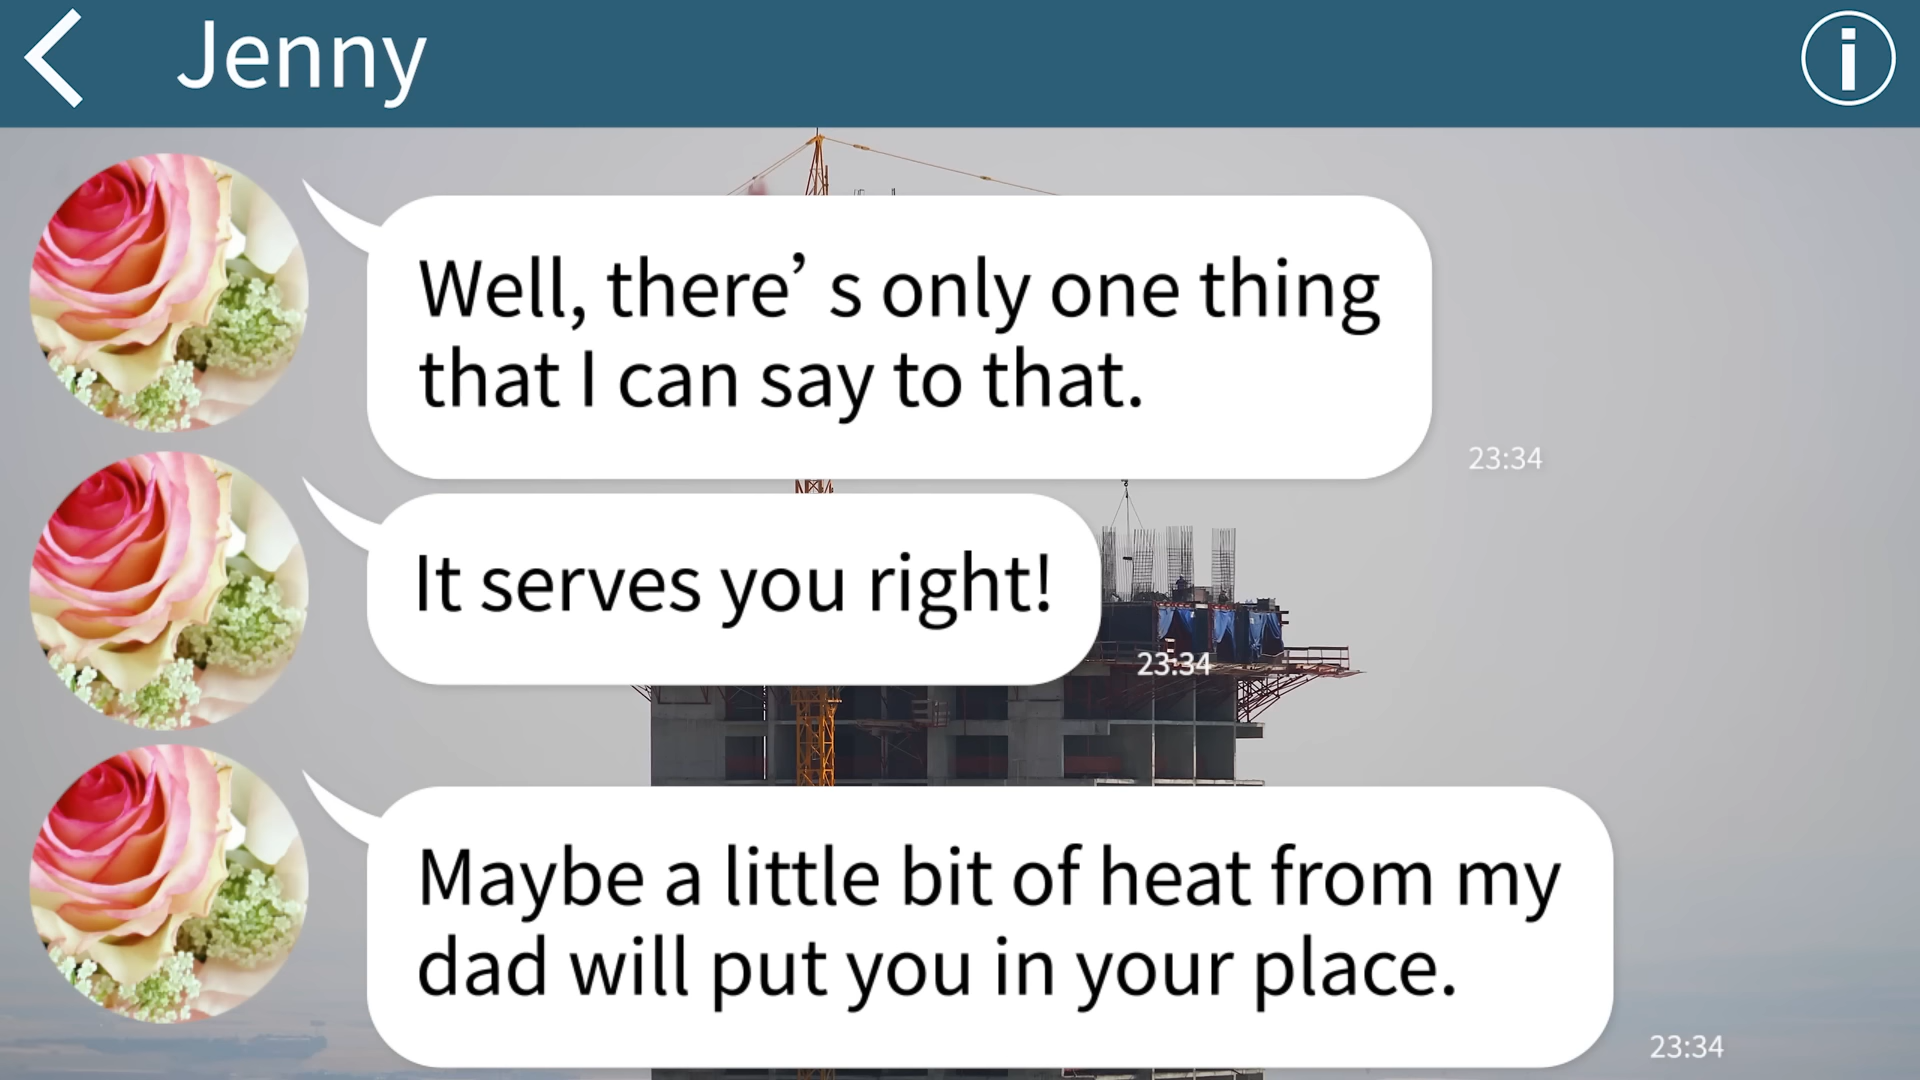 Jenny
Well, there’s only one thing
that I can say to that.
23:34
It serves you right!
23:34
Maybe a little bit of heat from my
dad will put you in your place.
23:34